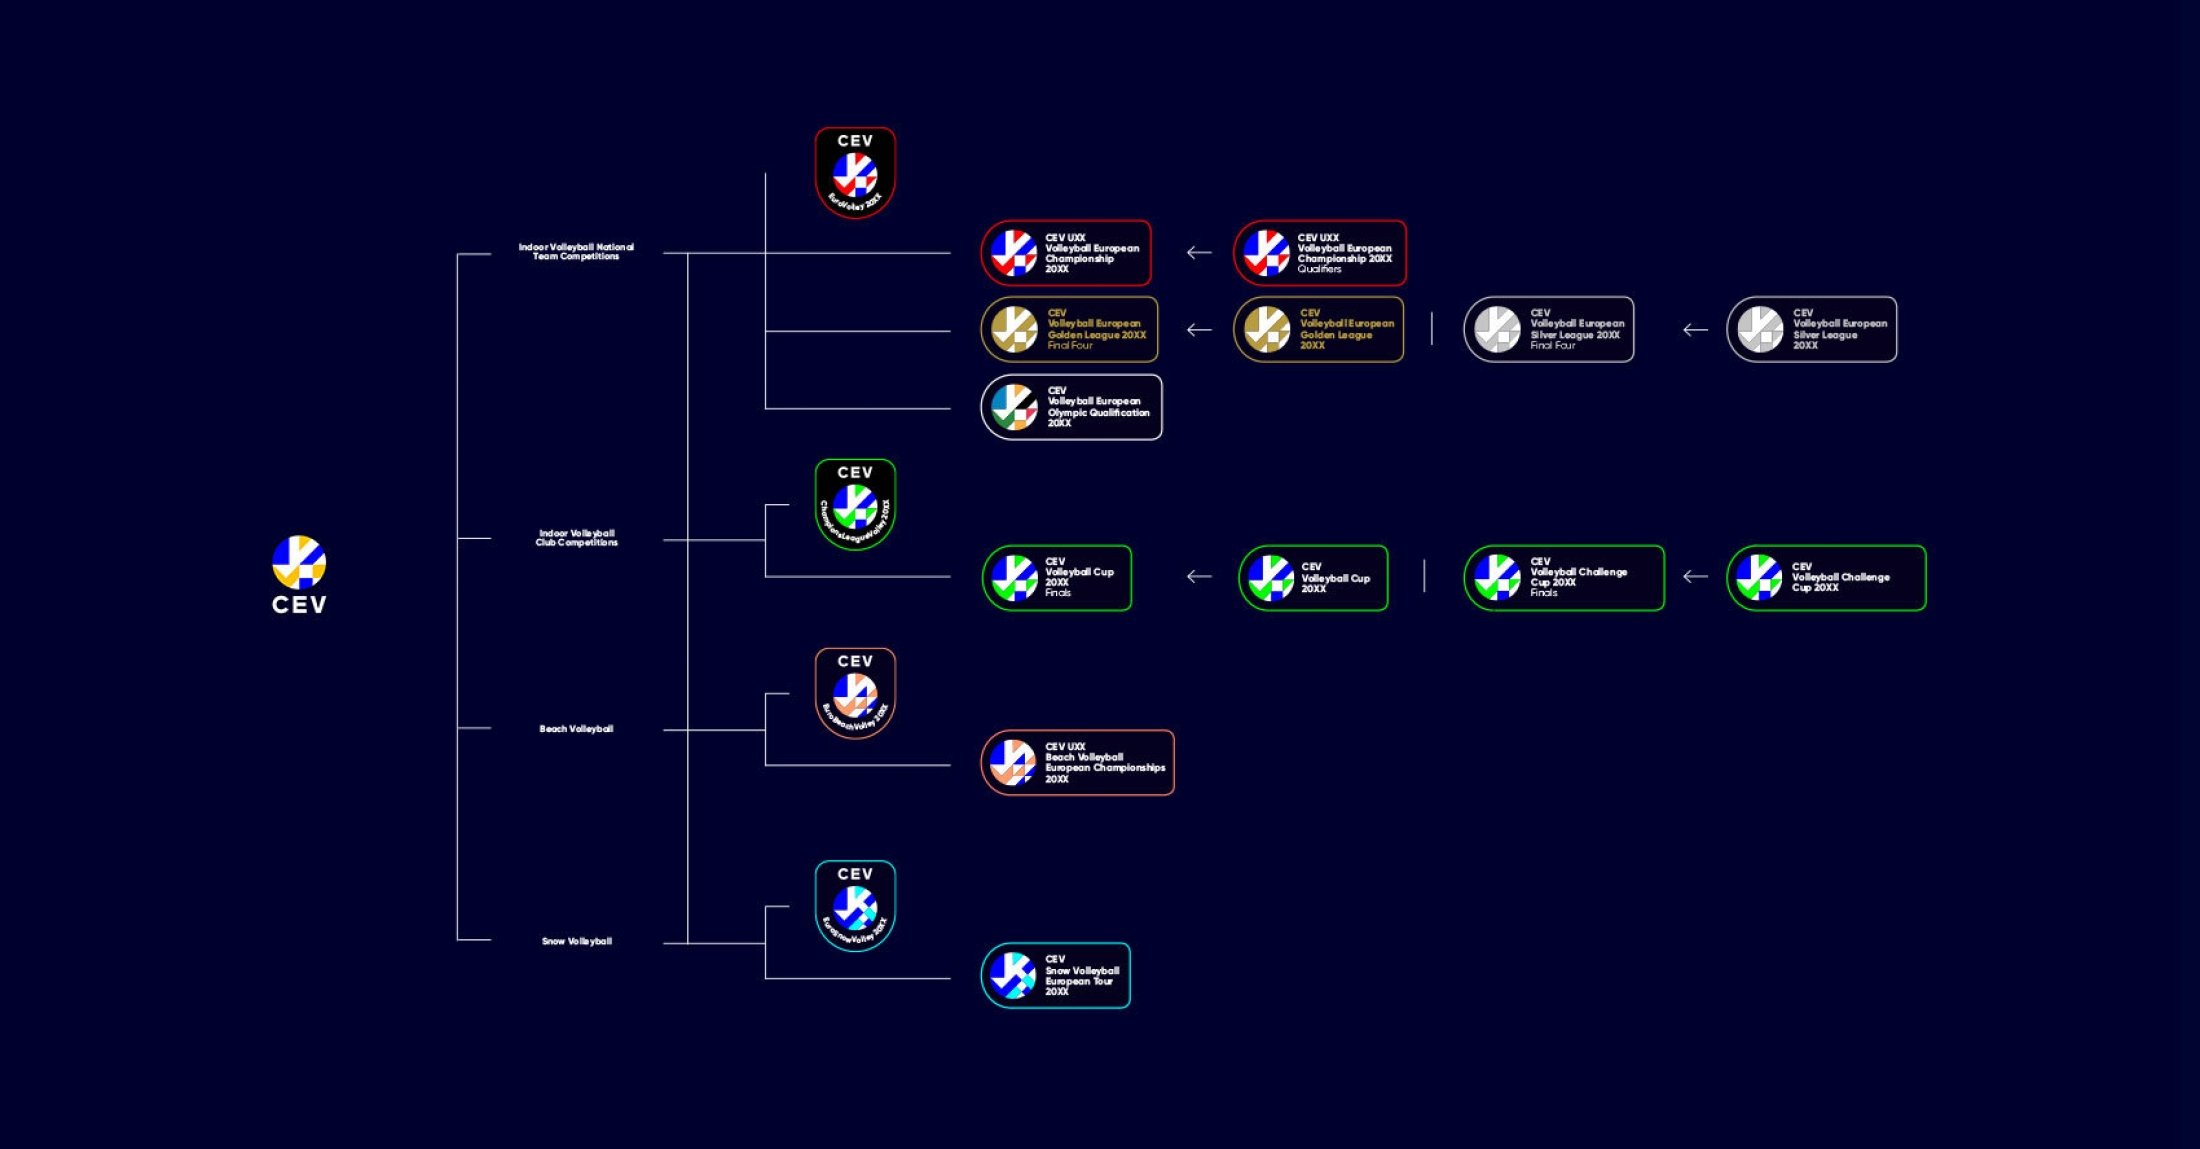 CEV
Indoor Volleyball National
Team Competitions
CEV
EuroVolley 20XX
CEV UXX
Volleyball European
Championship
20XX
CEV UXX
Volleyball European
Championship 20XX
Qualifiers
CEV
Volleyball European
Golden League 20XX
Final Four
CEV
Volleyball European
Golden League
20XX
CEV
Volleyball European
Silver League 20XX
Final Four
CEV
Volleyball European
Silver League
20XX
CEV
Volleyball European
Olympic Qualification
20XX
Indoor Volleyball
Club Competitions
CEV
ChampionsLeagueVolley 20XX
CEV
Volleyball Cup
20XX
Finals
CEV
Volleyball Cup
20XX
CEV
Volleyball Challenge
Cup 20XX
Finals
CEV
Volleyball Challenge
Cup 20XX
Beach Volleyball
CEV
EuroBeachVolley 20XX
CEV UXX
Beach Volleyball
European Championships
20XX
Snow Volleyball
CEV
EuroSnowVolley 20XX
CEV
Snow Volleyball
European Tour
20XX